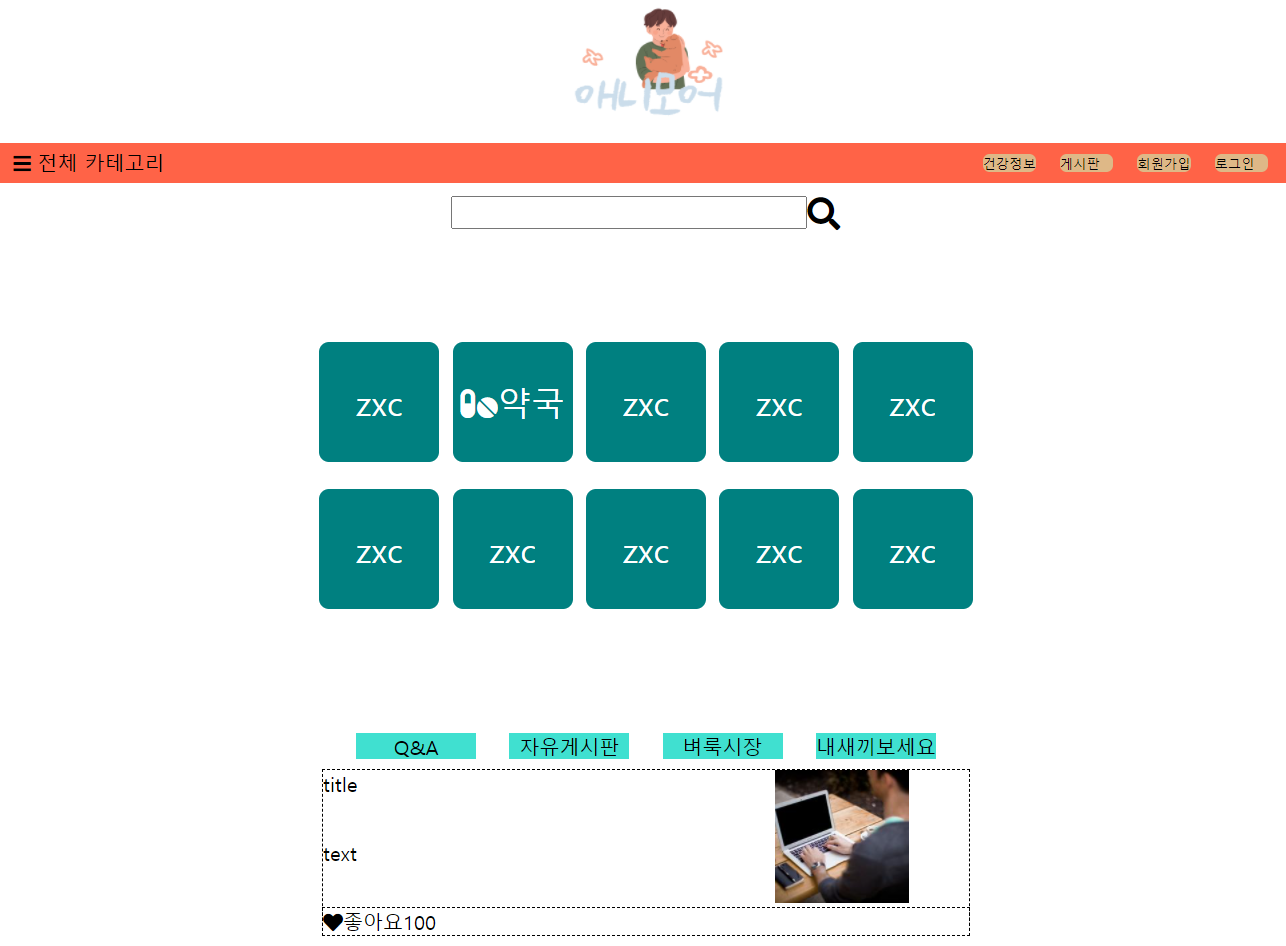 애니모어
전체 카테고리 건강정보 게시판 회원가입 로그인
zxc 약국 zxc zxc zxc
zxc zxc zxc zxc zxc
Q&A 자유게시판 벼룩시장 내새끼보세요
title
text
좋아요100